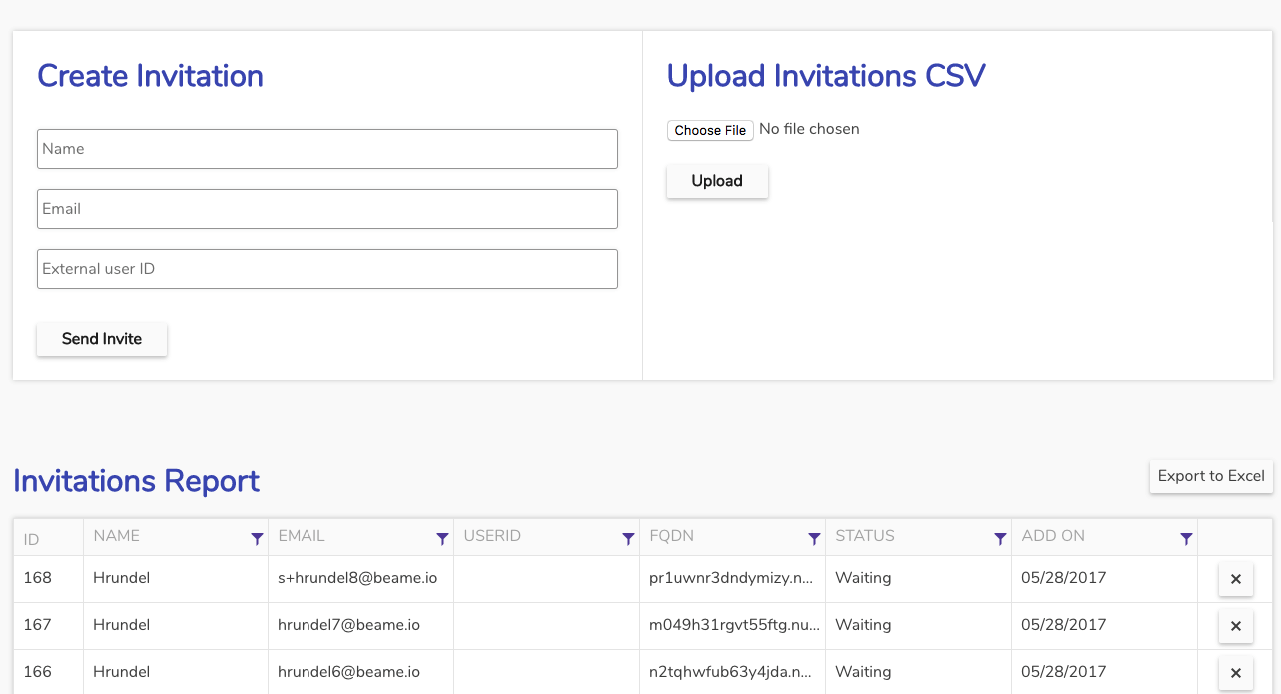 Create Invitation
Name
Email
External user ID
Send Invite
Upload Invitations CSV
Choose File No file chosen
Upload
Invitations Report
Export to Excel
ID NAME EMAIL USERID FQDN STATUS ADD ON
168 Hrundel s+hrundel8@beame.io pr1uwnr3dndymizy.n... Waiting 05/28/2017 ×
167 Hrundel hrundel7@beame.io m049h31rgvt55ftg.nu... Waiting 05/28/2017 ×
166 Hrundel hrundel6@beame.io n2tqhwfub63y4jda.n... Waiting 05/28/2017 ×